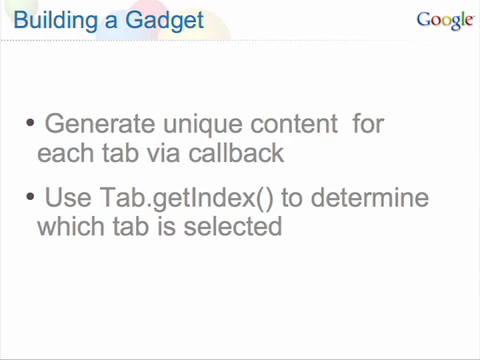 Building a Gadget
Google
• Generate unique content for
each tab via callback
• Use Tab.getIndex() to determine
which tab is selected